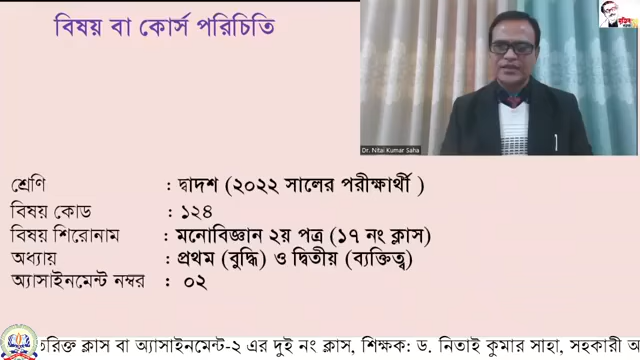 বিষয় বা কোর্স পরিচিতি
Dr. Nitai Kumar Saha
শ্রেণি : দ্বাদশ (২০২২ সালের পরীক্ষার্থী )
বিষয় কোড : ১২৪
বিষয় শিরোনাম : মনোবিজ্ঞান ২য় পত্র (১৭ নং ক্লাস)
অধ্যায় : প্রথম (বুদ্ধি) ও দ্বিতীয় (ব্যক্তিত্ব)
অ্যাসাইনমেন্ট নম্বর : ০২
ক্লাস বা অ্যাসাইনমেন্ট-২ এর দুই নং ক্লাস, শিক্ষক: ড. নিতাই কুমার সাহা, সহকারী